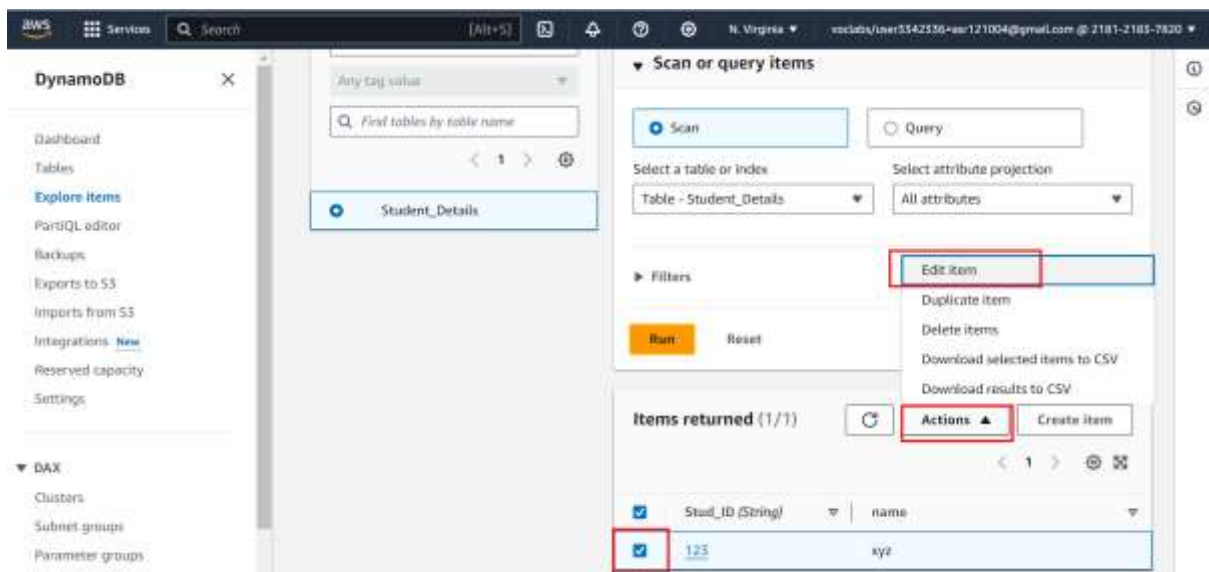 aws Services Search [Alt+S] N. Virginia
DynamoDB
Dashboard
Tables
Explore items
PartiQL editor
Backups
Exports to S3
Imports from S3
Integrations New
Reserved capacity
Settings
DAX
Clusters
Subnet groups
Parameter groups
Any tag value
Find tables by table name
1
Student_Details
Scan or query items
Scan Query
Select a table or index Select attribute projection
Table - Student_Details All attributes
Filters
Run Reset
Edit item
Duplicate item
Delete items
Download selected items to CSV
Download results to CSV
Items returned (1/1) Actions Create item
1
Stud_ID (String) name
123 xyz